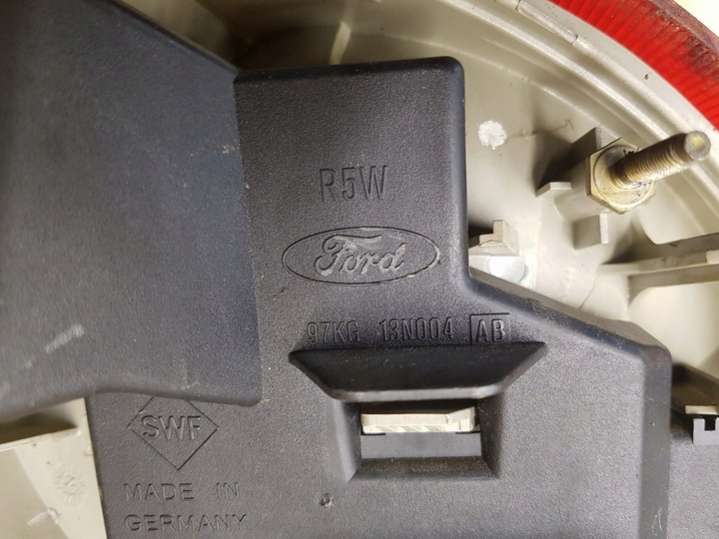 R5W
Ford
97KG 13N004 AB
SWF
MADE IN
GERMANY